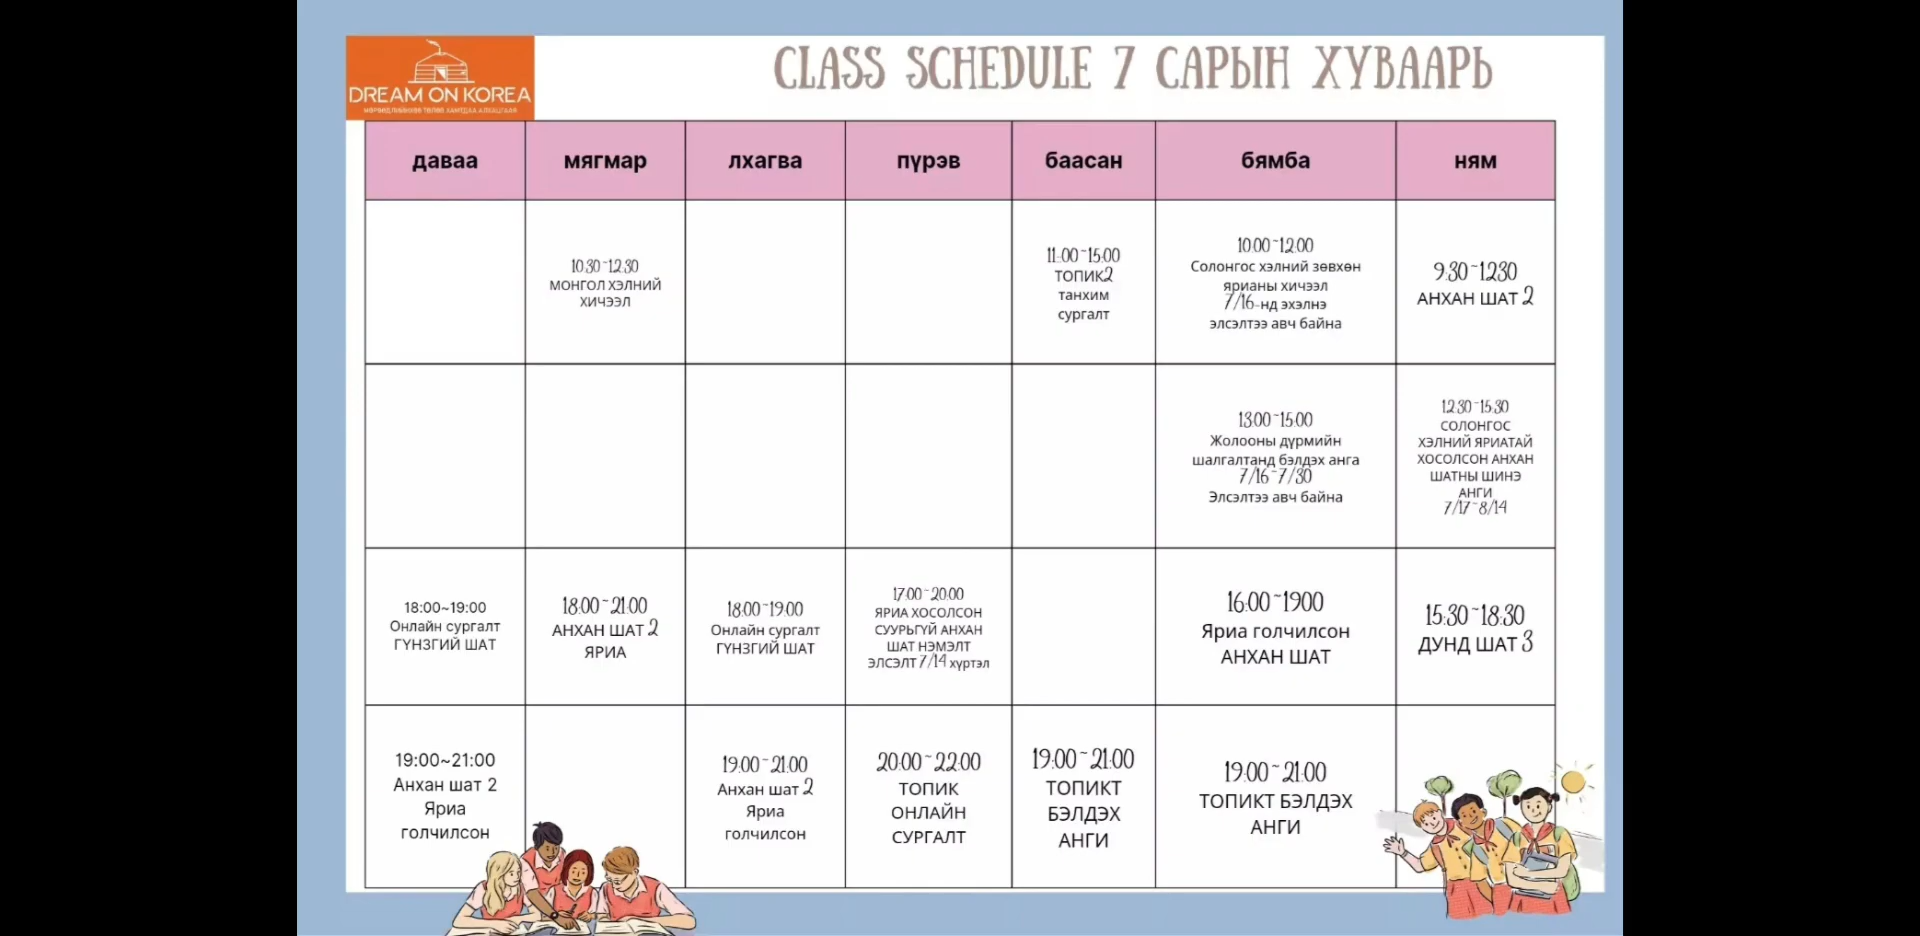 DREAM ON KOREA
CLASS SCHEDULE 7 САРЫН ХУВААРЬ
даваа
мягмар
лхагва
пүрэв
баасан
бямба
ням
10:30~12:30
МОНГОЛ ХЭЛНИЙ
ХИЧЭЭЛ
11:00~15:00
ТОПИК2
танхим
сургалт
10:00~12:00
Солонгос хэлний зөвхөн
ярианы хичээл
7/16-нд эхэлнэ
элсэлтээ авч байна
9:30~1230
АНХАН ШАТ 2
13:00~15:00
Жолооны дүрмийн
шалгалтанд бэлдэх анга
7/16~7/30
Элсэлтээ авч байна
12:30~15:30
СОЛОНГОС
ХЭЛНИЙ ЯРИАТАЙ
ХОСОЛСОН АНХАН
ШАТНЫ ШИНЭ
АНГИ
7/17~8/14
18:00~19:00
Онлайн сургалт
ГҮНЗГИЙ ШАТ
18:00~21:00
АНХАН ШАТ 2
ЯРИА
18:00~19:00
Онлайн сургалт
ГҮНЗГИЙ ШАТ
17:00~20:00
ЯРИА ХОСОЛСОН
СУУРЬГҮЙ АНХАН
ШАТ НЭМЭЛТ
ЭЛСЭЛТ 7/14 хүртэл
16:00~1900
Яриа голчилсон
АНХАН ШАТ
15:30~18:30
ДУНД ШАТ 3
19:00~21:00
Анхан шат 2
Яриа
голчилсон
19:00~21:00
Анхан шат 2
Яриа
голчилсон
20:00~22:00
ТОПИК
ОНЛАЙН
СУРГАЛТ
19:00~21:00
ТОПИКТ
БЭЛДЭХ
АНГИ
19:00~21:00
ТОПИКТ БЭЛДЭХ
АНГИ